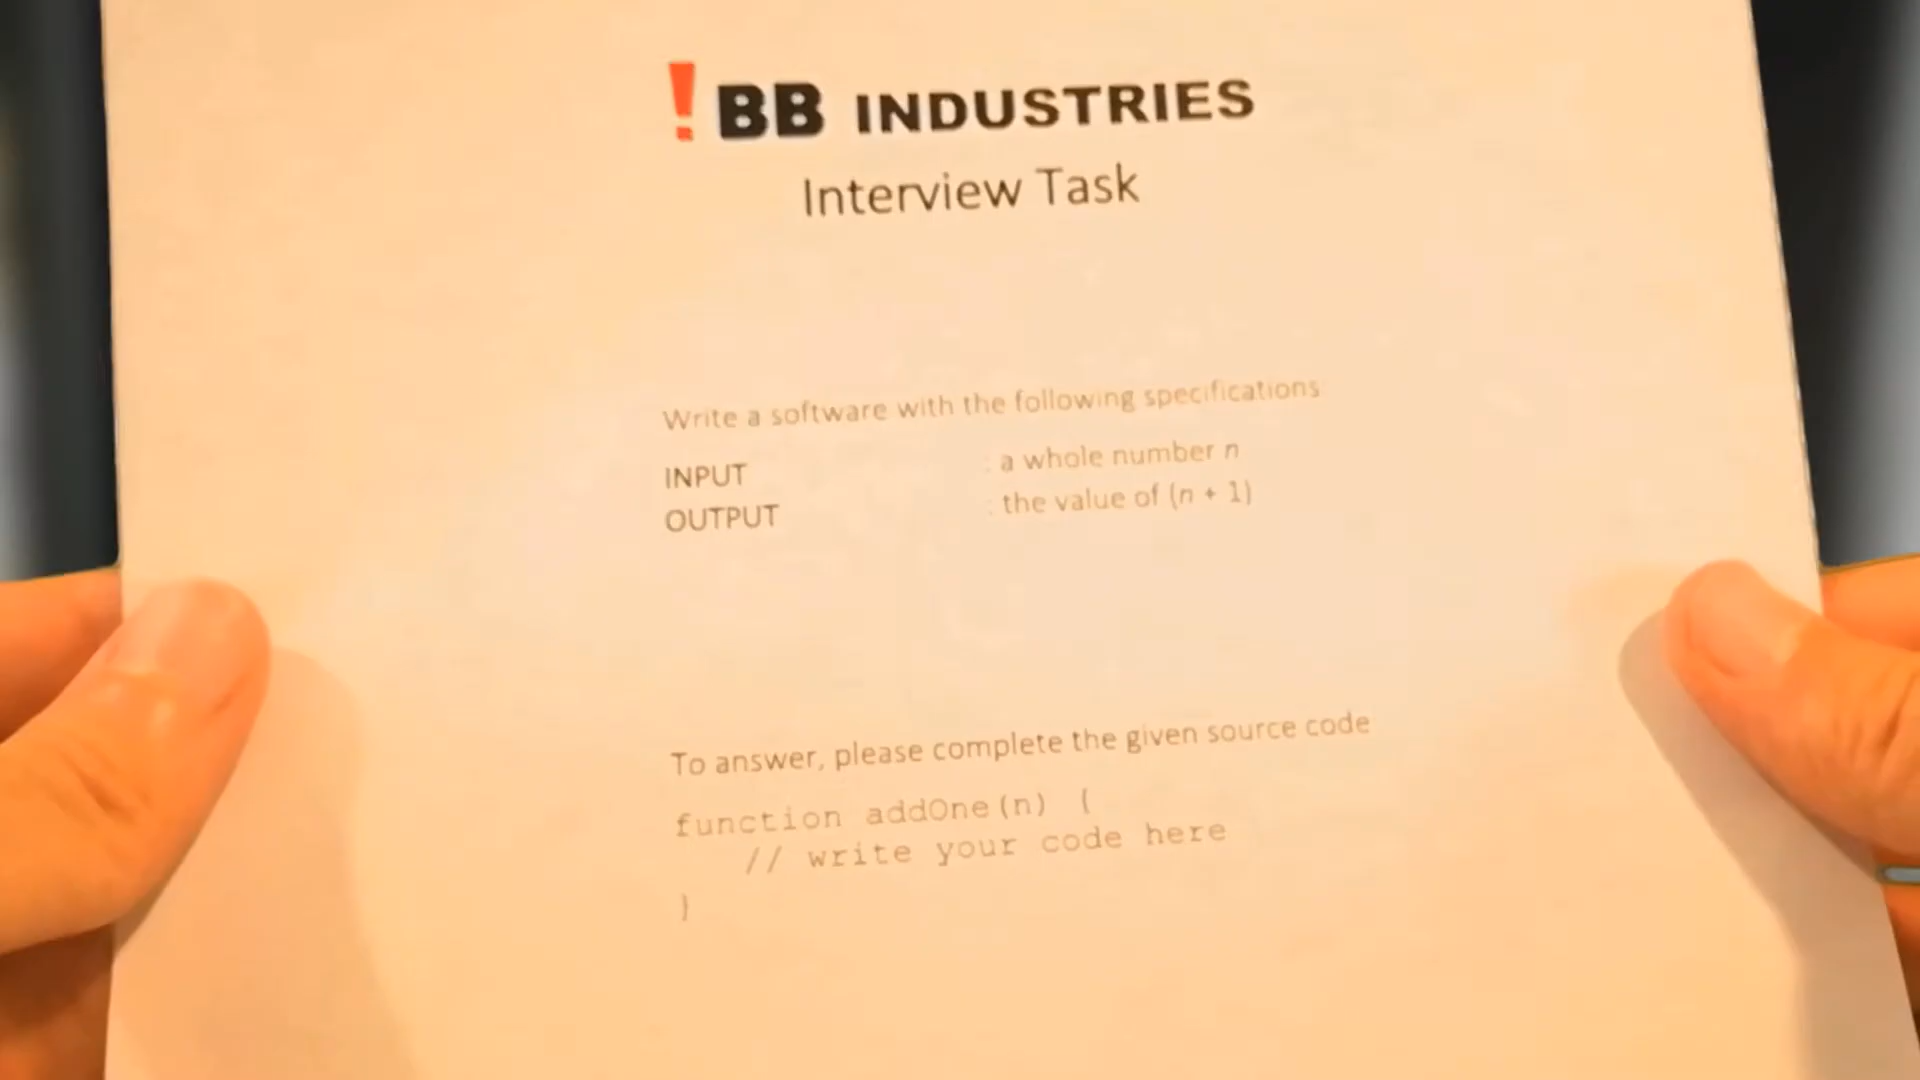 !BB INDUSTRIES
Interview Task
Write a software with the following specifications
INPUT : a whole number n
OUTPUT : the value of (n + 1)
To answer, please complete the given source code
function addOne(n) {
// write your code here
}